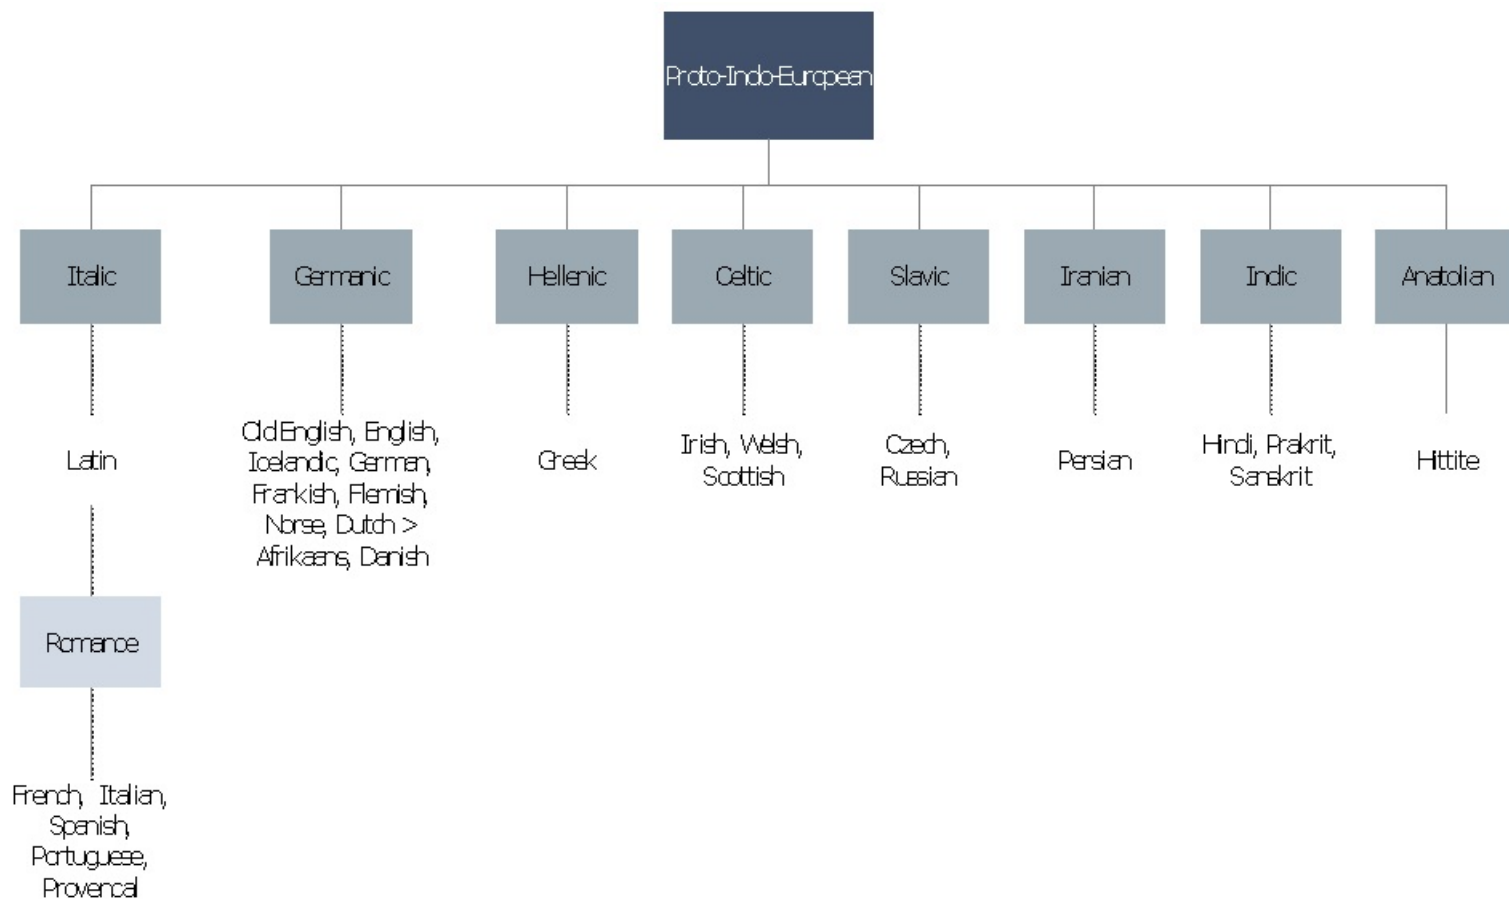 Proto-Indo-European
Italic
Germanic
Hellenic
Celtic
Slavic
Iranian
Indic
Anatolian
Latin
Old English, English,
Icelandic, German,
Frankish, Flemish,
Norse, Dutch >
Afrikaans, Danish
Greek
Irish, Welsh,
Scottish
Czech,
Russian
Persian
Hindi, Prakrit,
Sanskrit
Hittite
Romance
French, Italian,
Spanish,
Portuguese,
Provencal